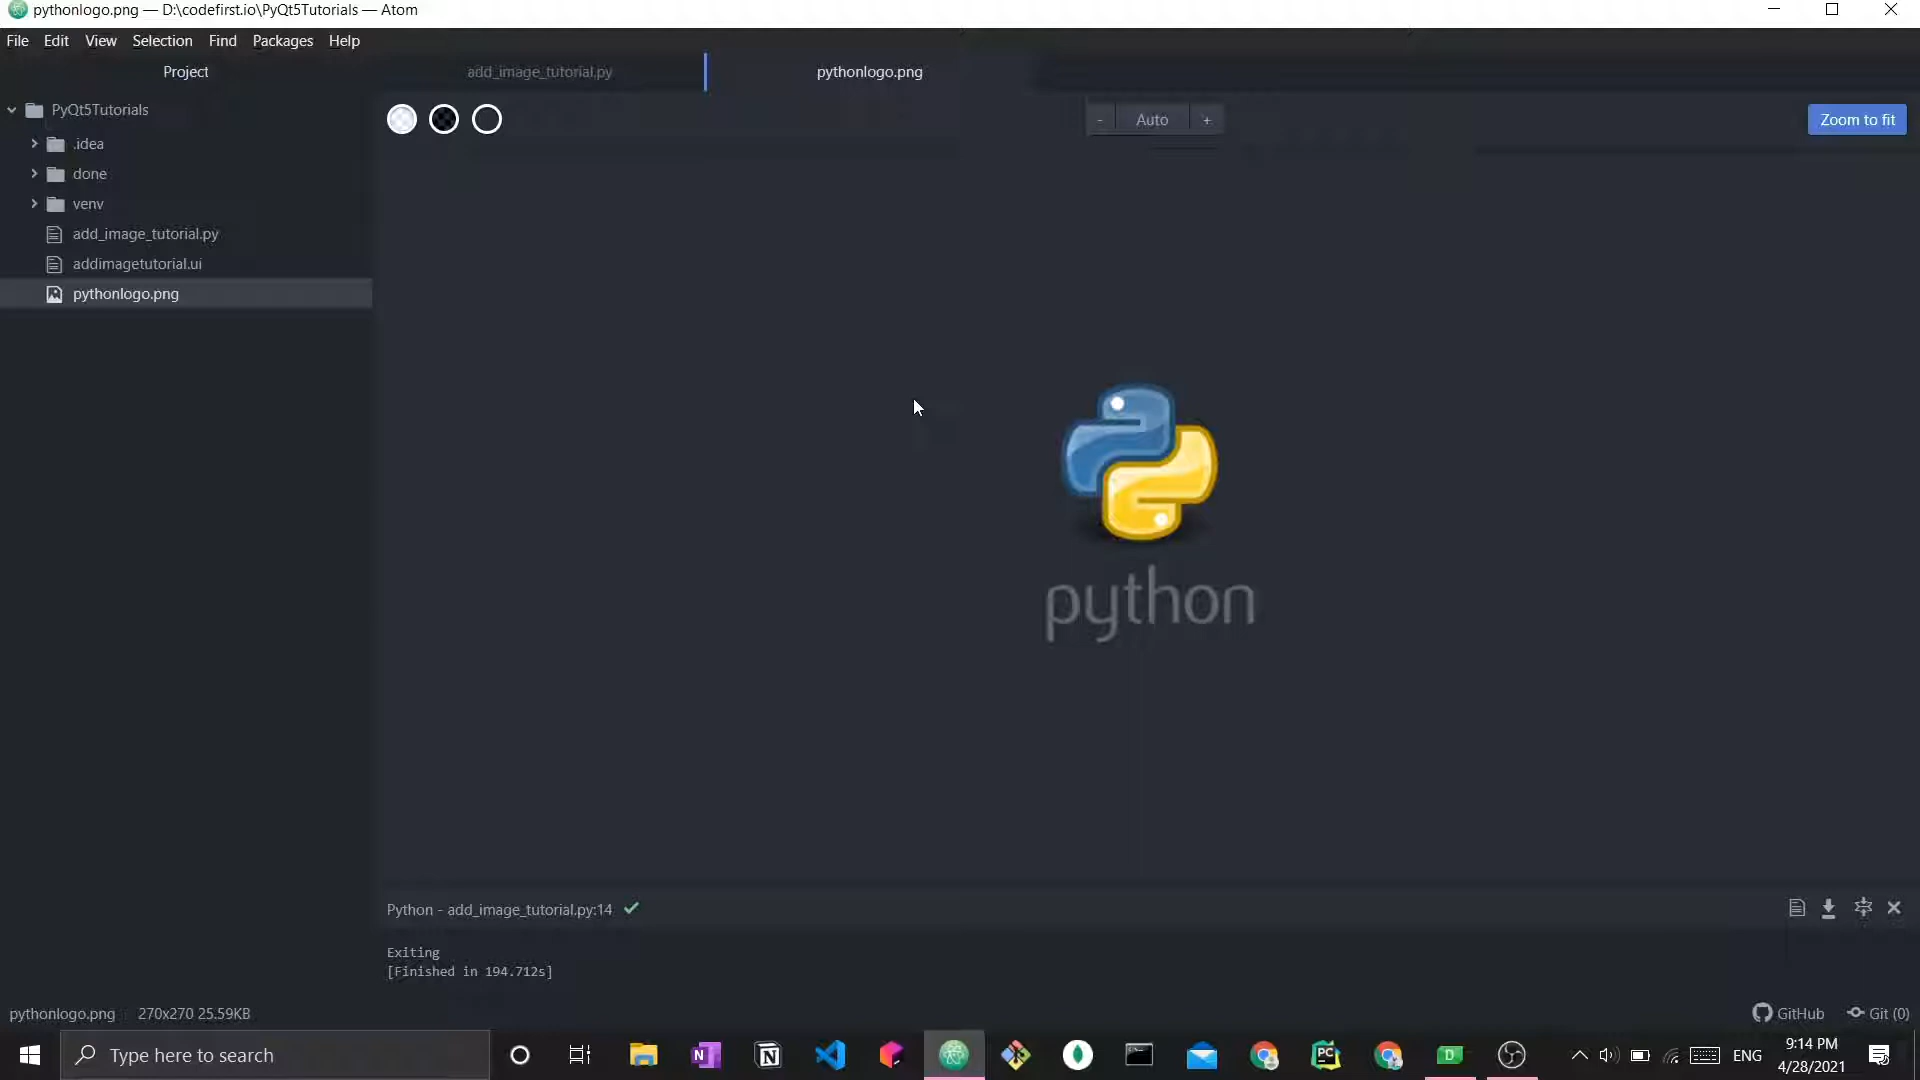 pythonlogo.png — D:\codefirst.io\PyQt5Tutorials — Atom
File Edit View Selection Find Packages Help
Project
add_image_tutorial.py
pythonlogo.png
PyQt5Tutorials
- Auto +
Zoom to fit
.idea
done
venv
add_image_tutorial.py
addimagetutorial.ui
pythonlogo.png
python
Python - add_image_tutorial.py:14
Exiting
[Finished in 194.712s]
pythonlogo.png 270x270 25.59KB
GitHub Git (0)
Type here to search
N
PC
D
ENG
9:14 PM
4/28/2021